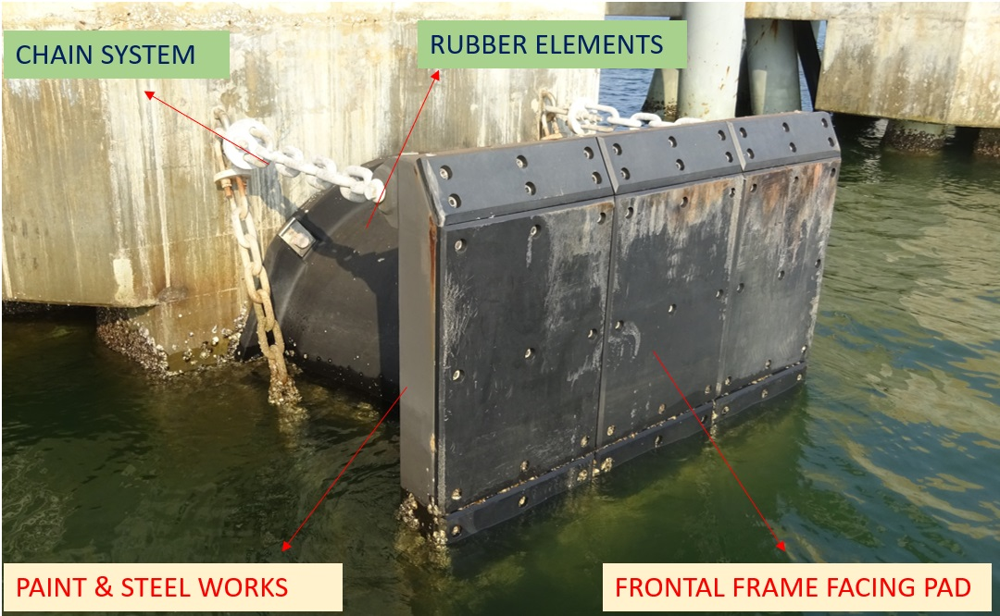 CHAIN SYSTEM
RUBBER ELEMENTS
PAINT & STEEL WORKS
FRONTAL FRAME FACING PAD